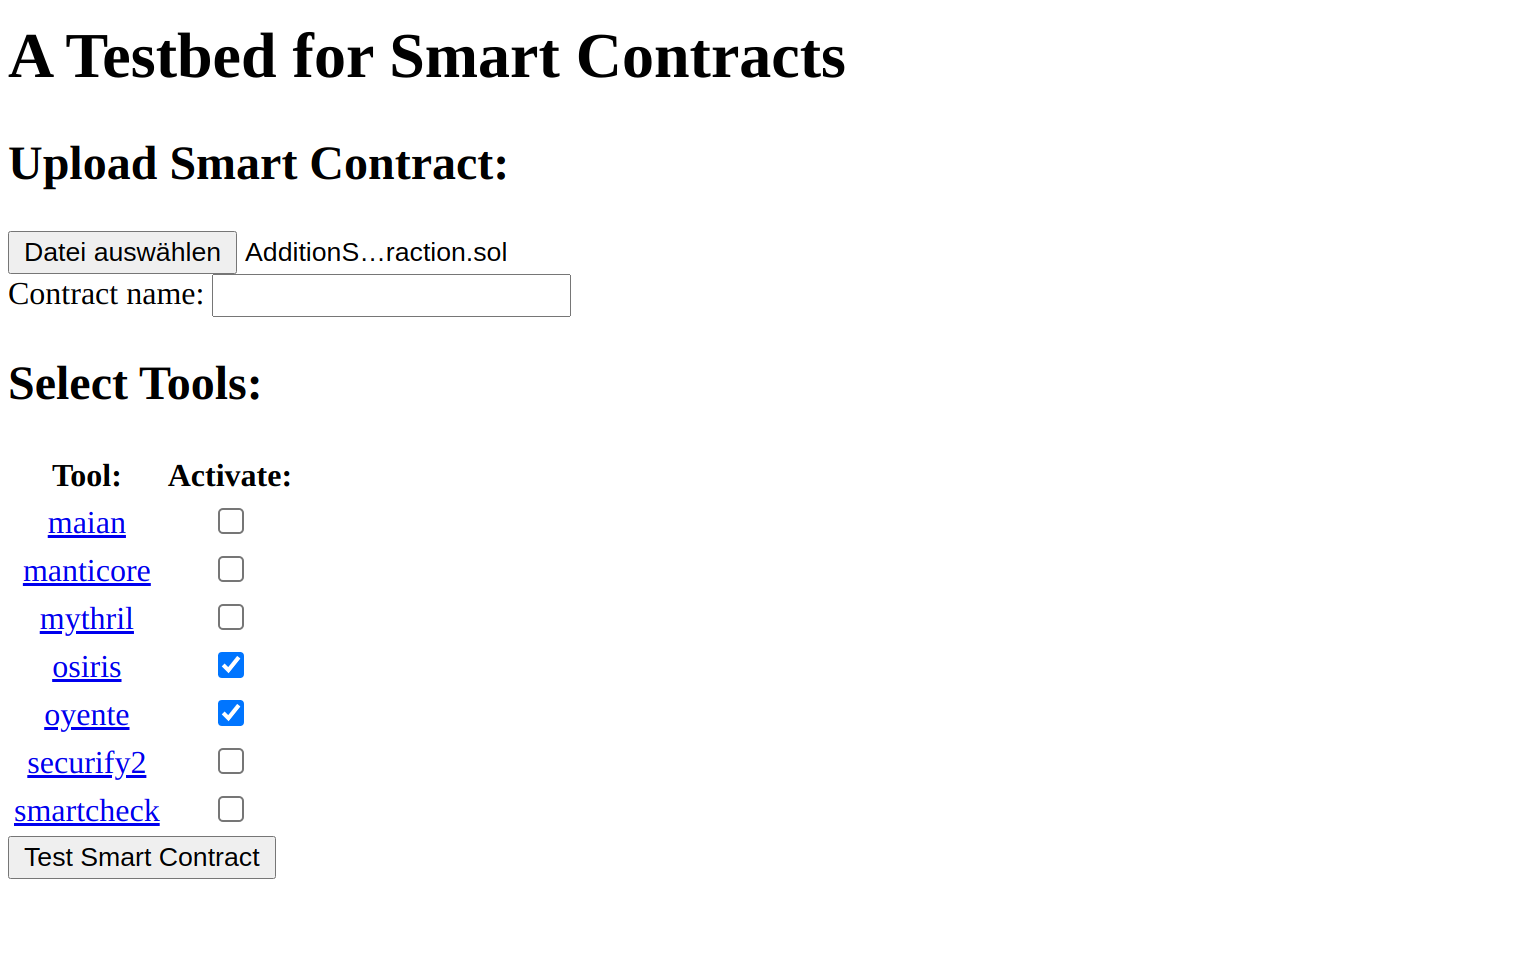 A Testbed for Smart Contracts
Upload Smart Contract:
Datei auswählen AdditionS…raction.sol
Contract name:
Select Tools:
Tool: Activate:
maian
manticore
mythril
osiris
oyente
securify2
smartcheck
Test Smart Contract